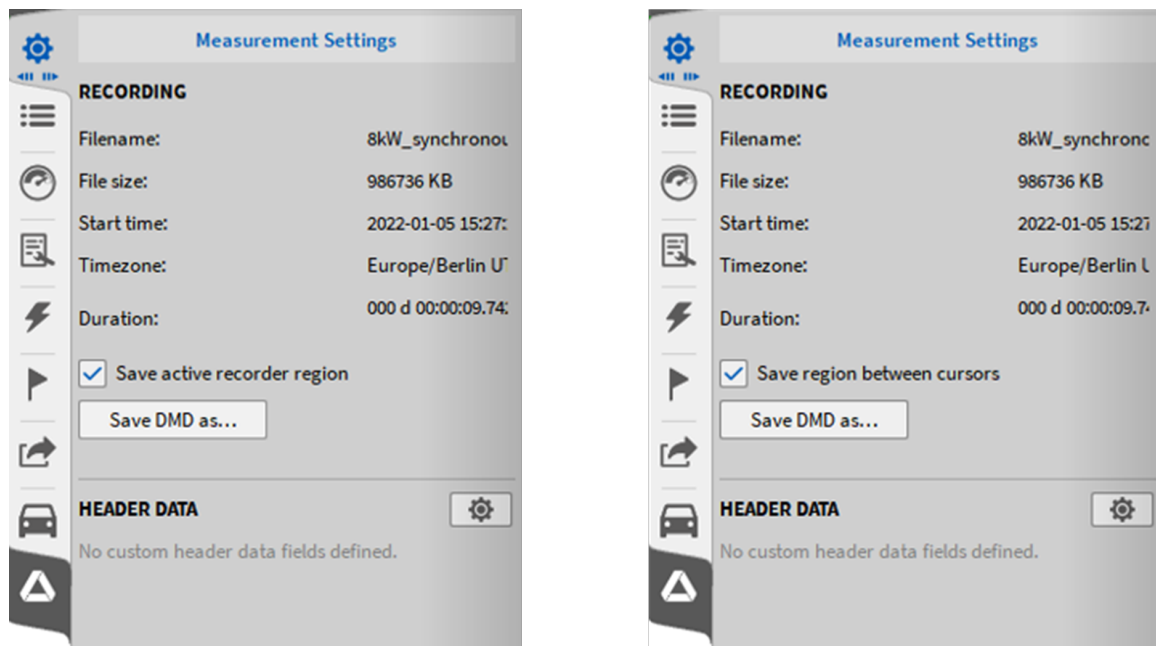 Measurement Settings
RECORDING
Filename: 8kW_synchronou
File size: 986736 KB
Start time: 2022-01-05 15:27:
Timezone: Europe/Berlin U
Duration: 000 d 00:00:09.74
Save active recorder region
Save DMD as...
HEADER DATA
No custom header data fields defined.
Measurement Settings
RECORDING
Filename: 8kW_synchrono
File size: 986736 KB
Start time: 2022-01-05 15:27
Timezone: Europe/Berlin
Duration: 000 d 00:00:09.7
Save region between cursors
Save DMD as...
HEADER DATA
No custom header data fields defined.